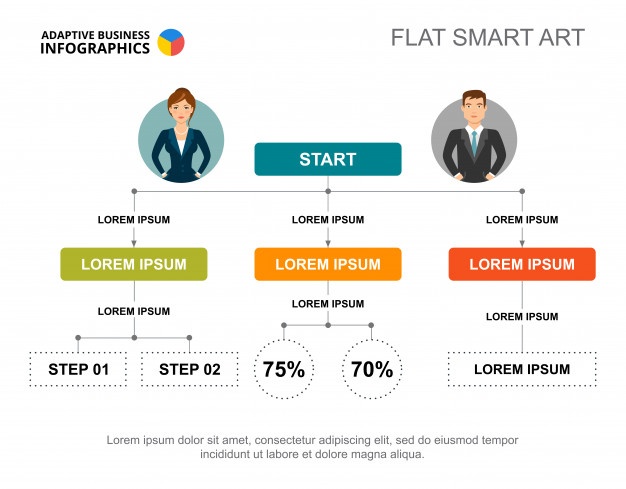 ADAPTIVE BUSINESS
INFOGRAPHICS
FLAT SMART ART
START
LOREM IPSUM
LOREM IPSUM
LOREM IPSUM
LOREM IPSUM
LOREM IPSUM
LOREM IPSUM
LOREM IPSUM
LOREM IPSUM
LOREM IPSUM
STEP 01
STEP 02
75%
70%
LOREM IPSUM
Lorem ipsum dolor sit amet, consectetur adipiscing elit, sed do eiusmod tempor
incididunt ut labore et dolore magna aliqua.